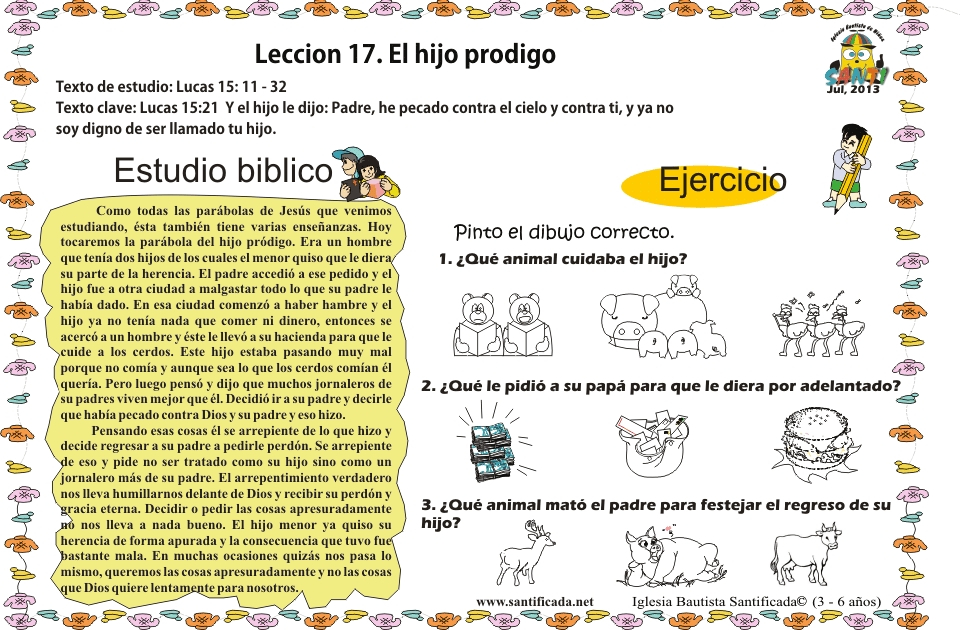 Leccion 17. El hijo prodigo
Iglesia Bautista de
SANTI
Jul, 2013
Texto de estudio: Lucas 15: 11 - 32
Texto clave: Lucas 15:21 Y el hijo le dijo: Padre, he pecado contra el cielo y contra ti, y ya no
soy digno de ser llamado tu hijo.
Estudio biblico
Como todas las parábolas de Jesús que venimos
estudiando, ésta también tiene varias enseñanzas. Hoy
tocaremos la parábola del hijo pródigo. Era un hombre
que tenía dos hijos de los cuales el menor quiso que le diera
su parte de la herencia. El padre accedió a ese pedido y el
hijo fue a otra ciudad a malgastar todo lo que su padre le
había dado. En esa ciudad comenzó a haber hambre y el
hijo ya no tenía nada que comer ni dinero, entonces se
acercó a un hombre y éste le llevó a su hacienda para que le
cuide a los cerdos. Este hijo estaba pasando muy mal
porque no comía y aunque sea lo que los cerdos comían él
quería. Pero luego pensó y dijo que muchos jornaleros de
su padres viven mejor que él. Decidió ir a su padre y decirle
que había pecado contra Dios y su padre y eso hizo.
Pensando esas cosas él se arrepiente de lo que hizo y
decide regresar a su padre a pedirle perdón. Se arrepiente
de eso y pide no ser tratado como su hijo sino como un
jornalero más de su padre. El arrepentimiento verdadero
nos lleva humillarnos delante de Dios y recibir su perdón y
gracia eterna. Decidir o pedir las cosas apresuradamente
no nos lleva a nada bueno. El hijo menor ya quiso su
herencia de forma apurada y la consecuencia que tuvo fue
bastante mala. En muchas ocasiones quizás nos pasa lo
mismo, queremos las cosas apresuradamente y no las cosas
que Dios quiere lentamente para nosotros.
Ejercicio
Pinto el dibujo correcto.
1. ¿Qué animal cuidaba el hijo?
2. ¿Qué le pidió a su papá para que le diera por adelantado?
3. ¿Qué animal mató el padre para festejar el regreso de su
hijo?
www.santificada.net
Iglesia Bautista Santificada© (3 - 6 años)